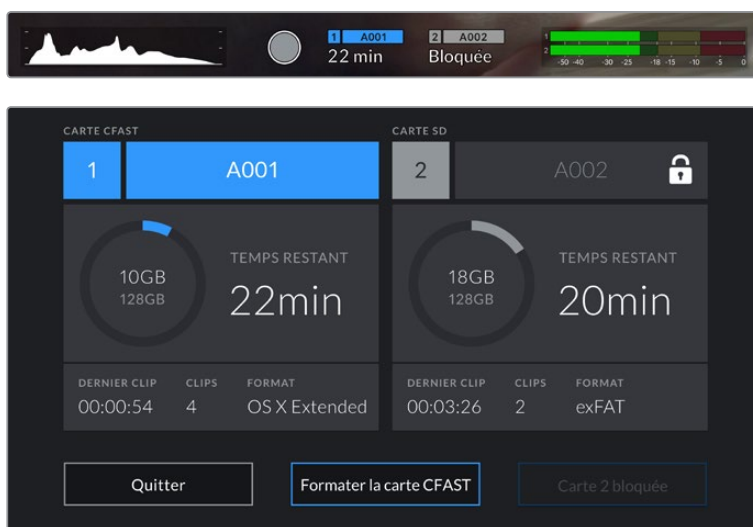 1 A001 2 A002
22 min Bloquée
1
2
-50 -40 -30 -25 -18 -15 -10 -5 0
CARTE CFAST CARTE SD
1 A001 2 A002
10GB 128GB TEMPS RESTANT 22min
18GB 128GB TEMPS RESTANT 20min
DERNIER CLIP CLIPS FORMAT DERNIER CLIP CLIPS FORMAT
00:00:54 4 OS X Extended 00:03:26 2 exFAT
Quitter Formater la carte CFAST Carte 2 bloquée